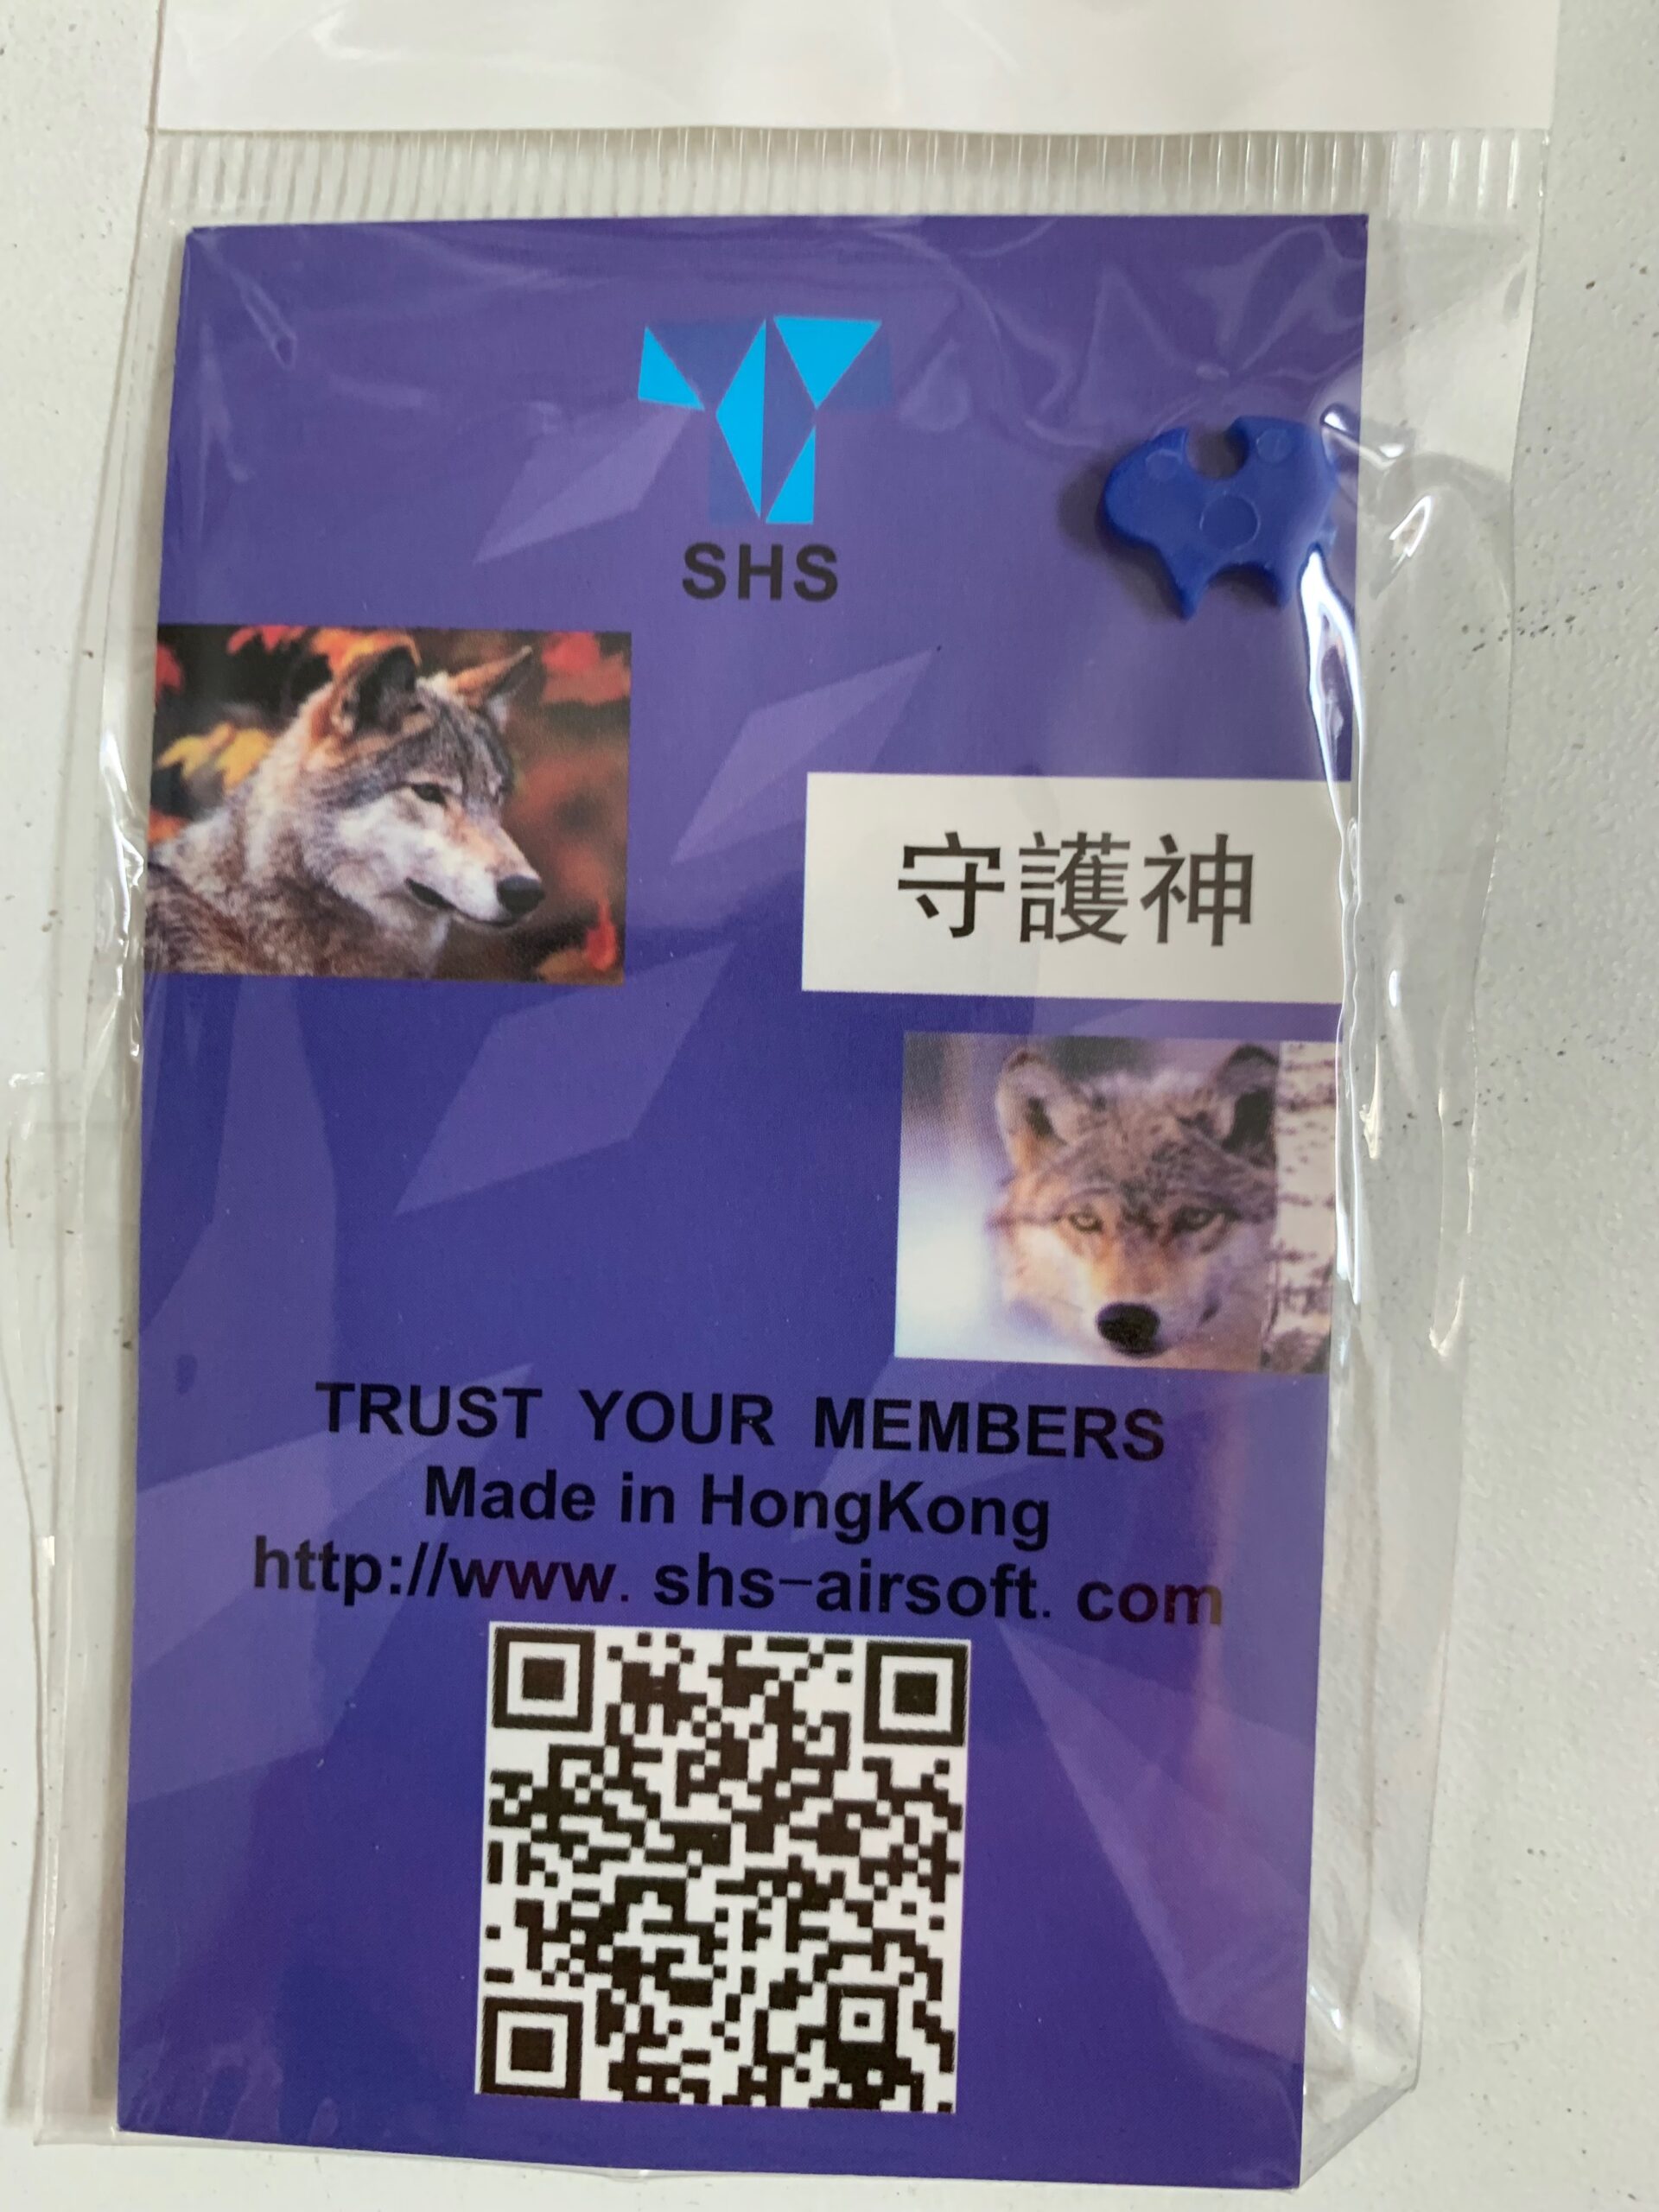 SHS
守護神
TRUST YOUR MEMBERS
Made in HongKong
http://www. shs-airsoft. com